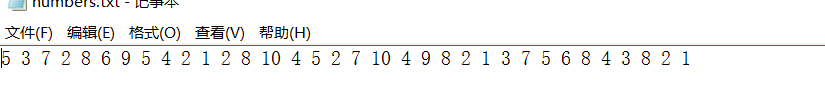 numbers.txt - 记事本
文件(F) 编辑(E) 格式(O) 查看(V) 帮助(H)
5 3 7 2 8 6 9 5 4 2 1 2 8 10 4 5 2 7 10 4 9 8 2 1 3 7 5 6 8 4 3 8 2 1